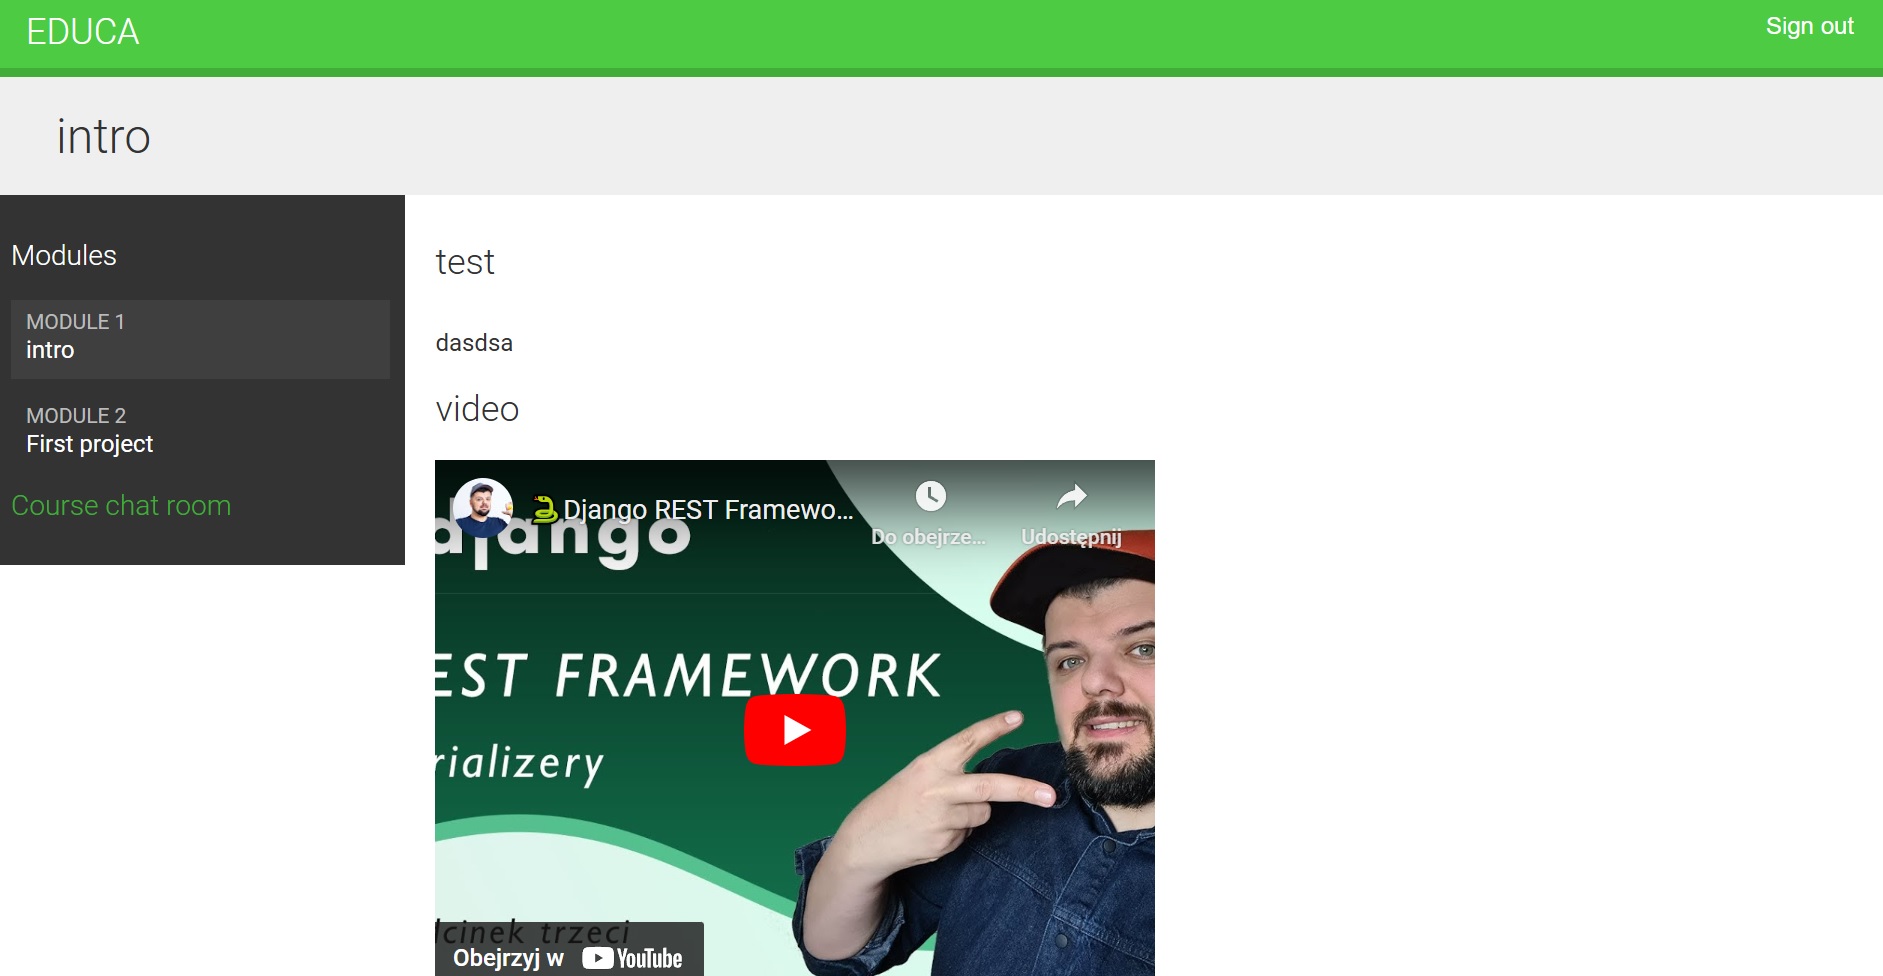 EDUCA
Sign out
intro
Modules
MODULE 1
intro
MODULE 2
First project
Course chat room
test
dasdsa
video
Django REST Framewo...
Do obejrze...
Udostępnij
django
EST FRAMEWORK
rializery
dcinek trzeci
Obejrzyj w YouTube